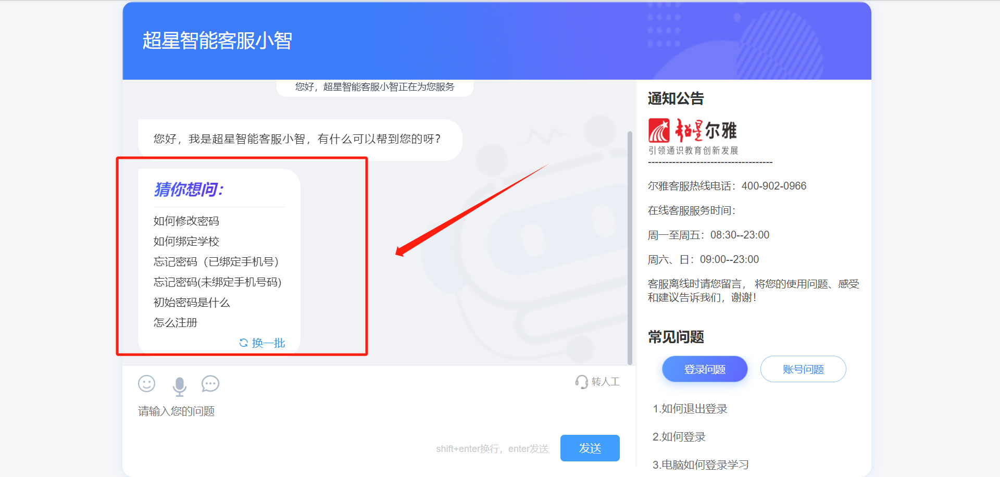 超星智能客服小智
您好，超星智能客服小智正在为您服务
您好，我是超星智能客服小智，有什么可以帮到您的呀？
猜你想问：
如何修改密码
如何绑定学校
忘记密码（已绑定手机号）
忘记密码(未绑定手机号码)
初始密码是什么
怎么注册
换一批
转人工
请输入您的问题
shift+enter换行，enter发送
发送
通知公告
超星尔雅
引领通识教育创新发展
------------------------------------
尔雅客服热线电话：400-902-0966
在线客服服务时间：
周一至周五：08:30--23:00
周六、日：09:00--23:00
客服离线时请您留言， 将您的使用问题、感受
和建议告诉我们，谢谢！
常见问题
登录问题
账号问题
1.如何退出登录
2.如何登录
3.电脑如何登录学习